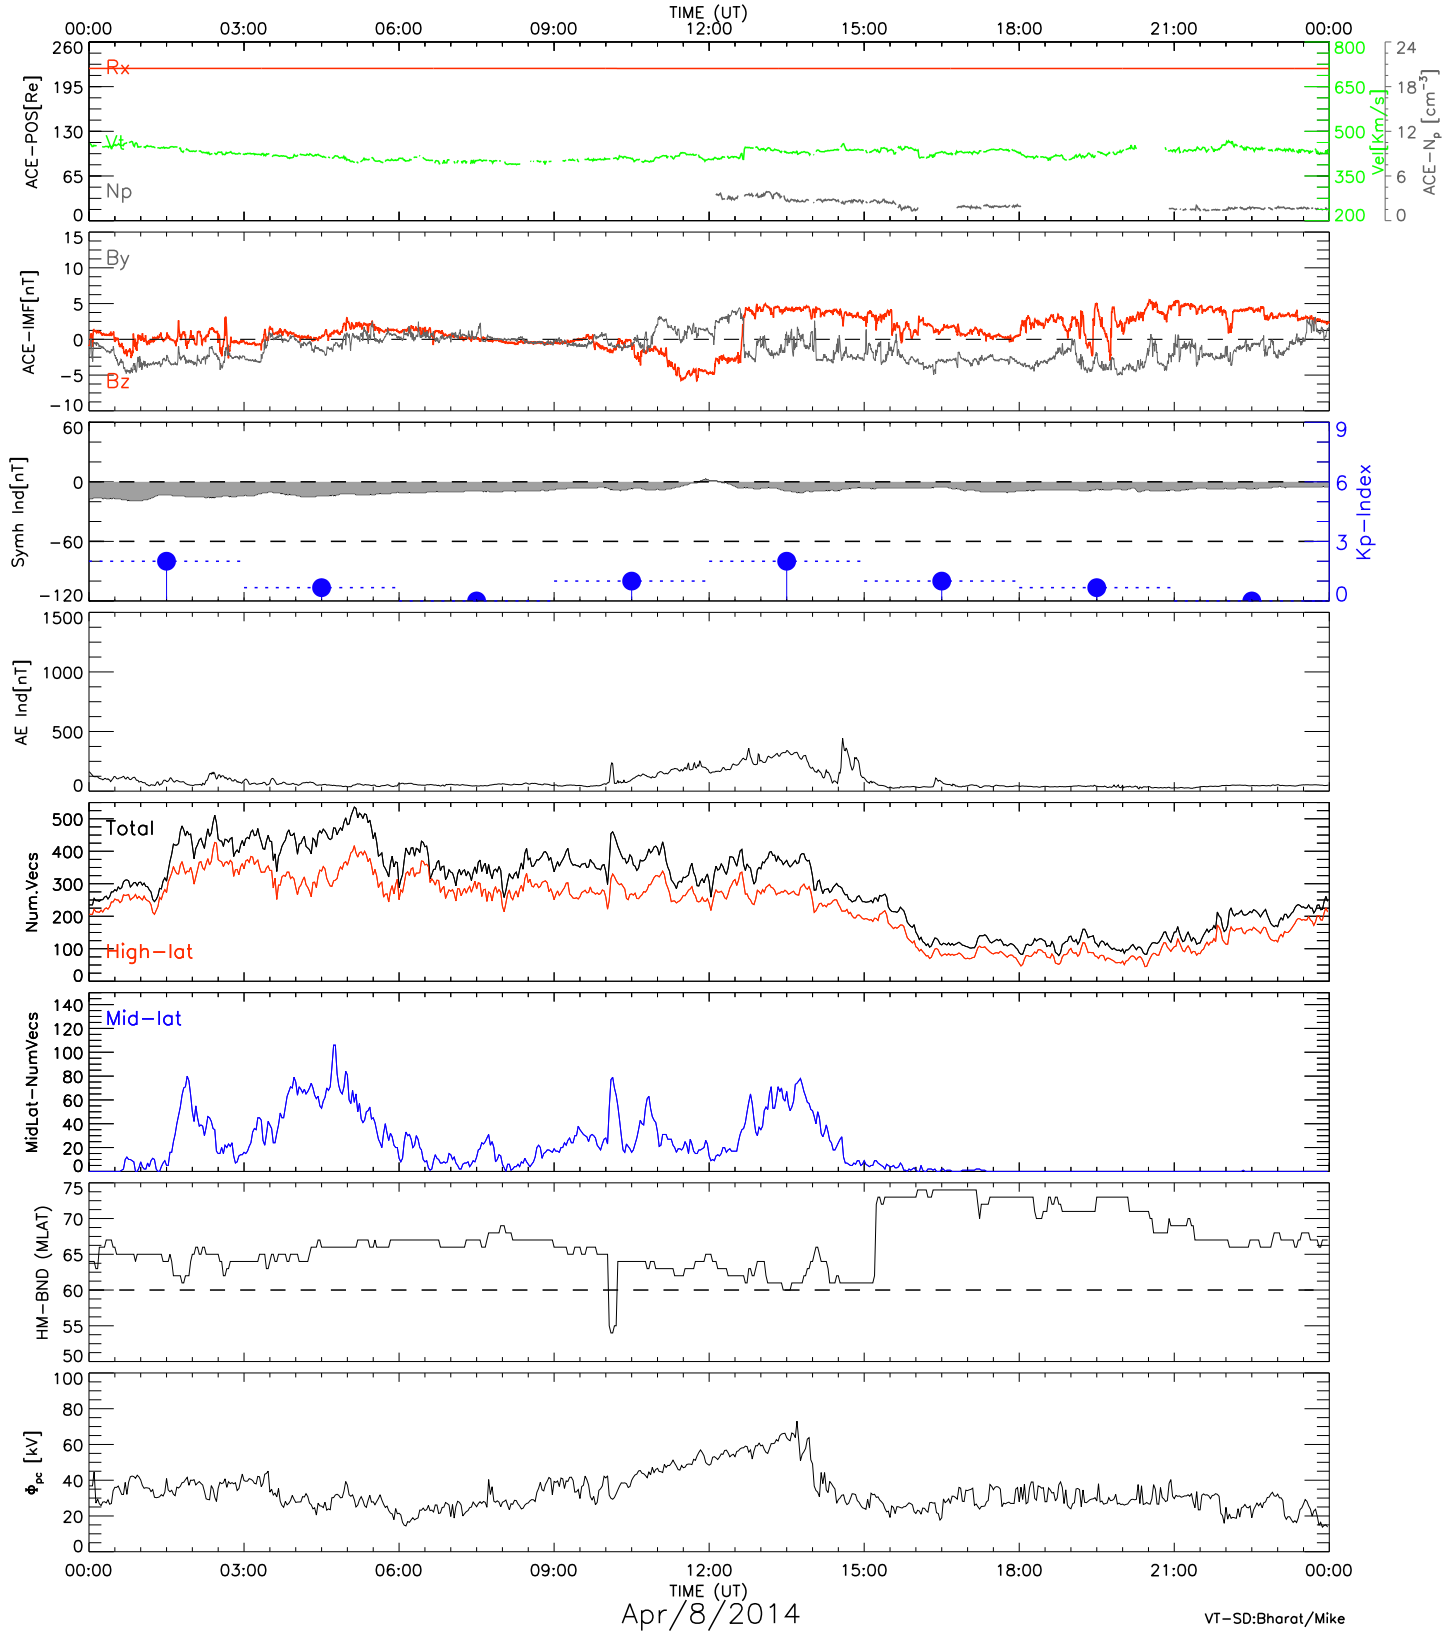 TIME (UT)
00:00 03:00 06:00 09:00 12:00 15:00 18:00 21:00 00:00
260 195 130 65 0
ACE-POS[Re]
Rx
Vt
Np
800 650 500 350 200
Vel[Km/s]
24 18 12 6 0
ACE-Np [cm-3]
15 10 5 0 -5 -10
ACE-IMF[nT]
By
Bz
60 0 -60 -120
Symh Ind[nT]
9 6 3 0
Kp-Index
1500 1000 500 0
AE Ind[nT]
500 400 300 200 100 0
Num.Vecs
Total
High-lat
140 120 100 80 60 40 20 0
MidLat-NumVecs
Mid-lat
75 70 65 60 55 50
HM-BND (MLAT)
100 80 60 40 20 0
Φpc [kV]
00:00 03:00 06:00 09:00 12:00 15:00 18:00 21:00 00:00
TIME (UT)
Apr/8/2014
VT-SD:Bharat/Mike